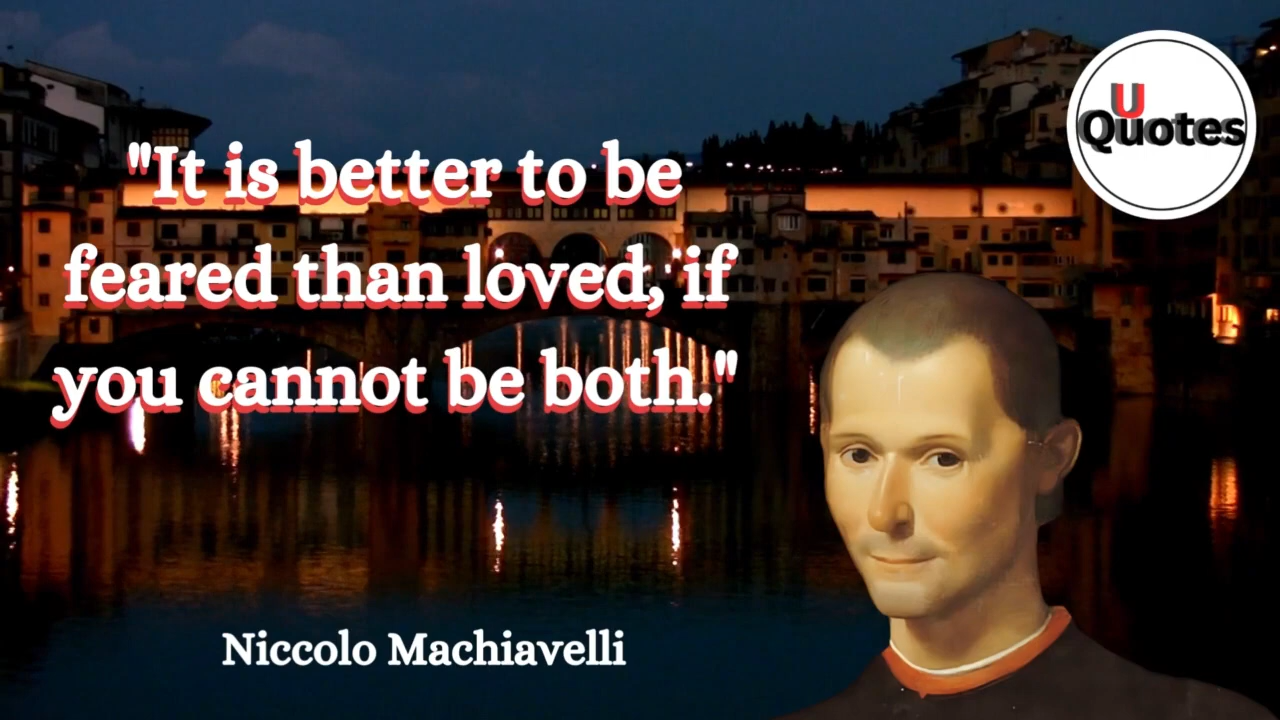 U
Quotes
"It is better to be
feared than loved, if
you cannot be both."
Niccolo Machiavelli